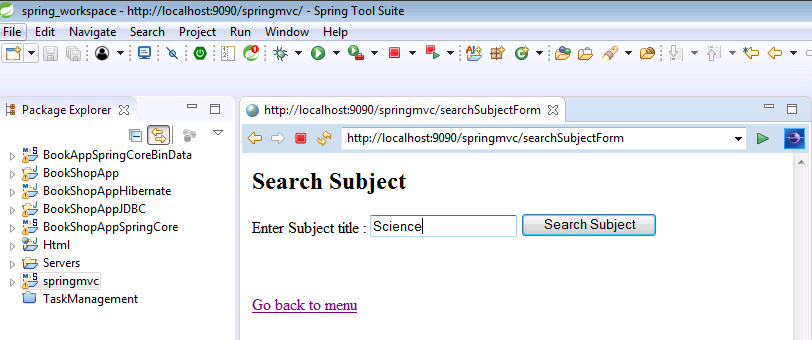 spring_workspace - http://localhost:9090/springmvc/ - Spring Tool Suite
File Edit Navigate Search Project Run Window Help
Package Explorer
BookAppSpringCoreBinData
BookShopApp
BookShopAppHibernate
BookShopAppJDBC
BookShopAppSpringCore
Html
Servers
springmvc
TaskManagement
http://localhost:9090/springmvc/searchSubjectForm
http://localhost:9090/springmvc/searchSubjectForm
Search Subject
Enter Subject title : Science Search Subject
Go back to menu